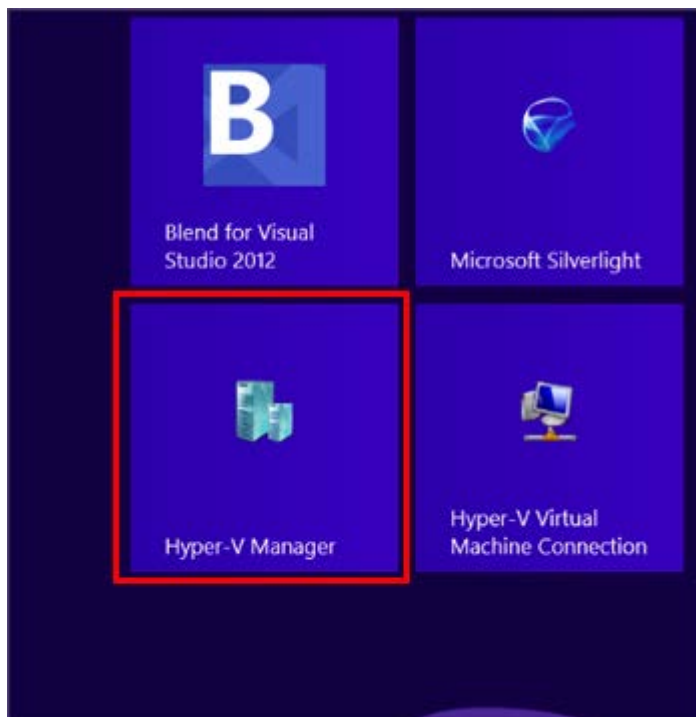 B
Blend for Visual
Studio 2012
Microsoft Silverlight
Hyper-V Manager
Hyper-V Virtual
Machine Connection